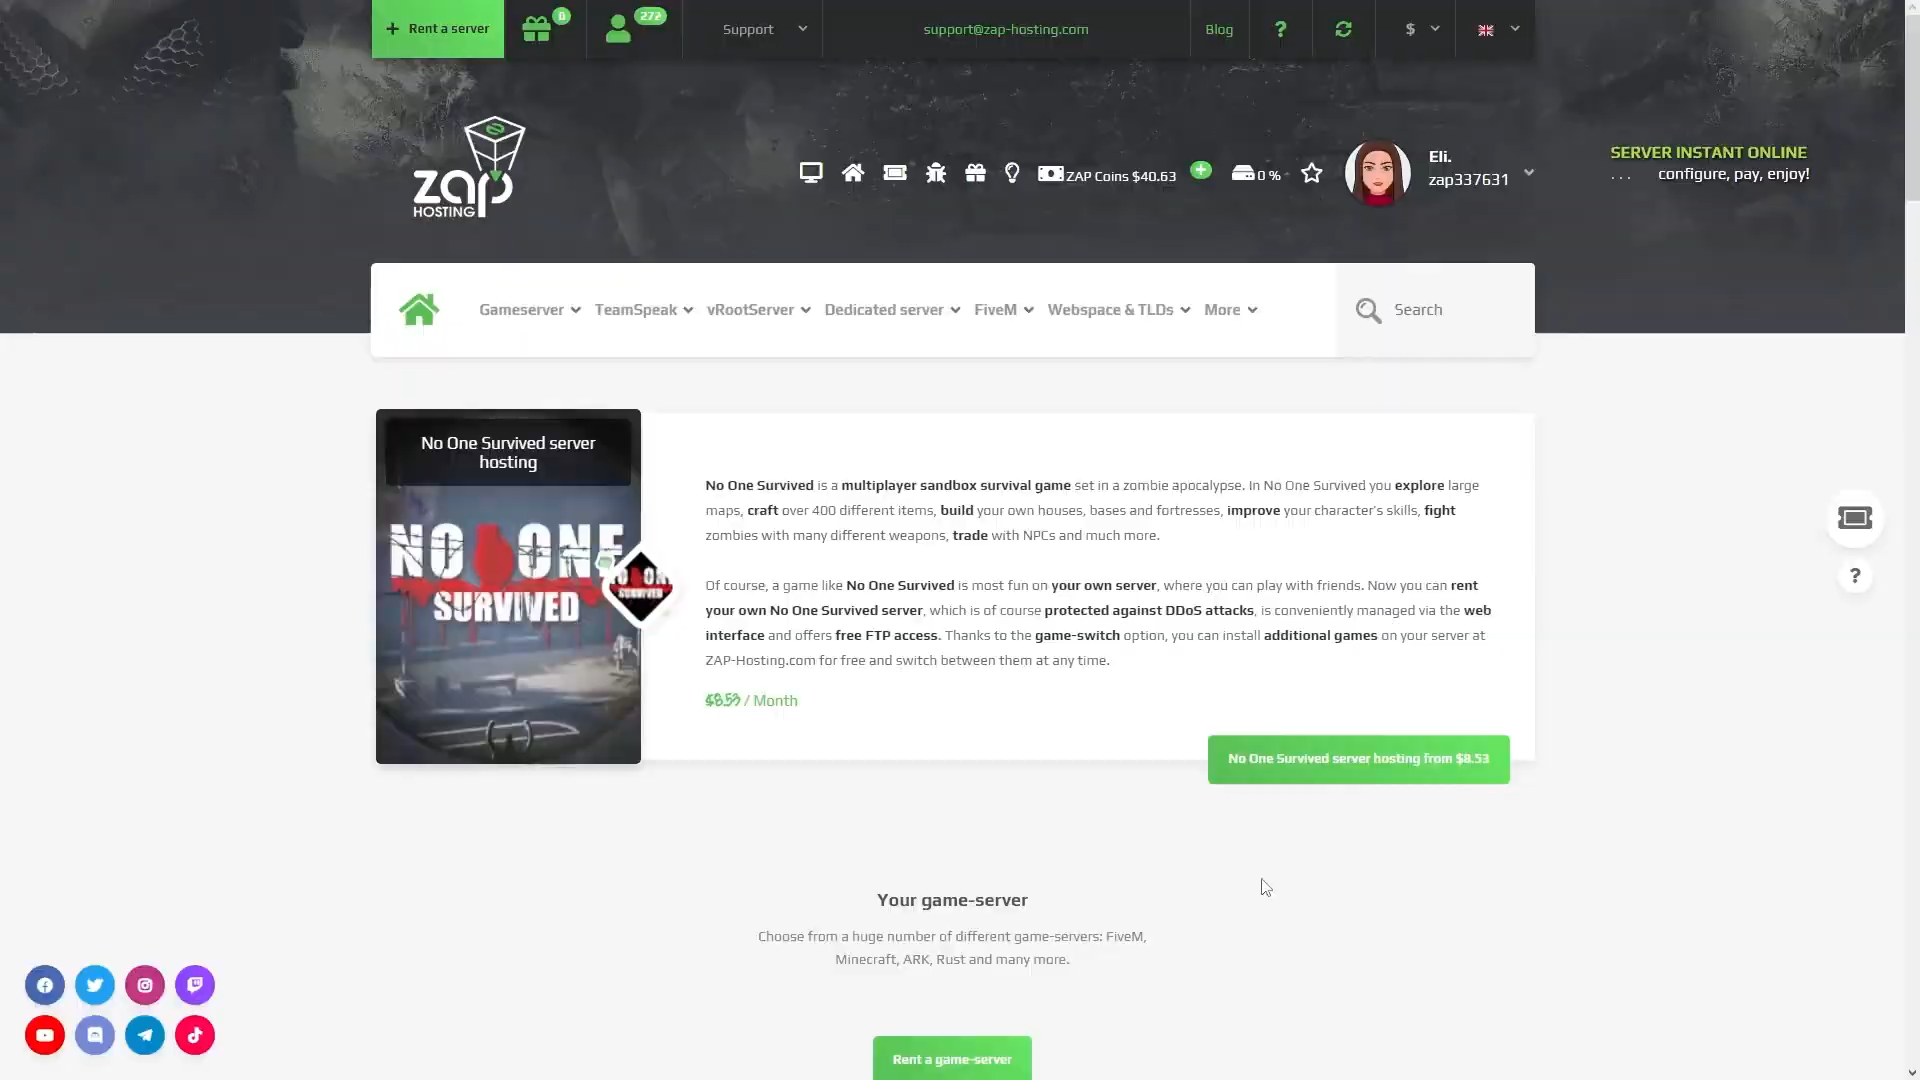 Rent a server
0
272
Support
support@zap-hosting.com
Blog
?
$
zap
HOSTING
ZAP Coins $40.63
0 %
Eli.
zap337631
SERVER INSTANT ONLINE
. . . configure, pay, enjoy!
Gameserver
TeamSpeak
vRootServer
Dedicated server
FiveM
Webspace & TLDs
More
Search
No One Survived server
hosting
NO ONE
SURVIVED
No One Survived is a multiplayer sandbox survival game set in a zombie apocalypse. In No One Survived you explore large
maps, craft over 400 different items, build your own houses, bases and fortresses, improve your character's skills, fight
zombies with many different weapons, trade with NPCs and much more.
Of course, a game like No One Survived is most fun on your own server, where you can play with friends. Now you can rent
your own No One Survived server, which is of course protected against DDoS attacks, is conveniently managed via the web
interface and offers free FTP access. Thanks to the game-switch option, you can install additional games on your server at
ZAP-Hosting.com for free and switch between them at any time.
/ Month
No One Survived server hosting from $8.53
?
Your game-server
Choose from a huge number of different game-servers: FiveM,
Minecraft, ARK, Rust and many more.
Rent a game-server